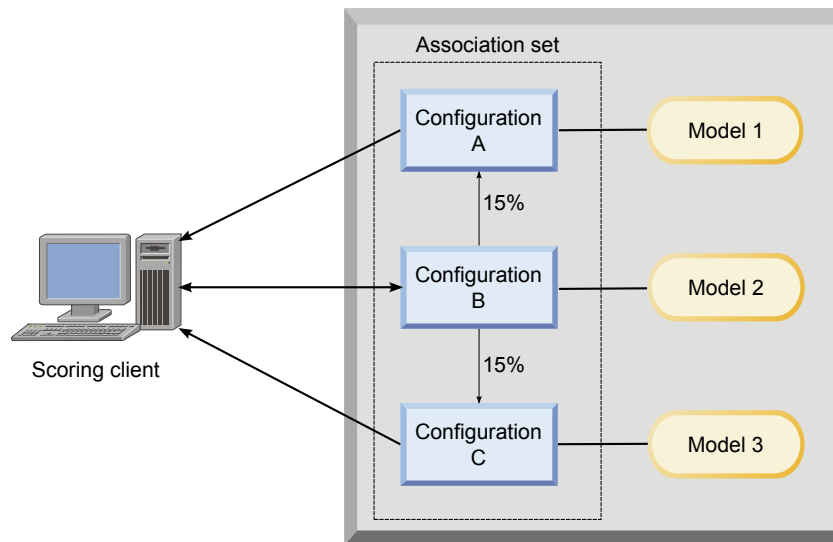 Association set
Configuration
A
Model 1
15%
Configuration
B
Model 2
Scoring client
15%
Configuration
C
Model 3